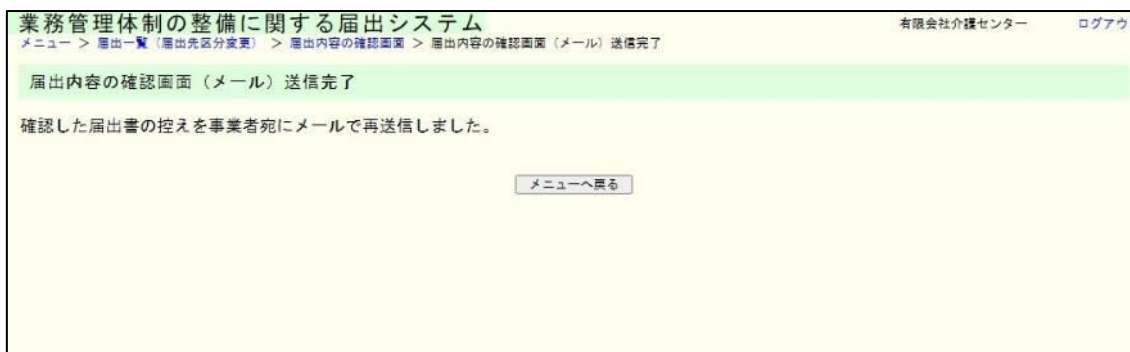 業務管理体制の整備に関する届出システム
有限会社介護センター ログアウ
メニュー ＞ 届出一覧（届出先区分変更） ＞ 届出内容の確認画面 ＞ 届出内容の確認画面（メール）送信完了
届出内容の確認画面（メール）送信完了
確認した届出書の控えを事業者宛にメールで再送信しました。
メニューへ戻る